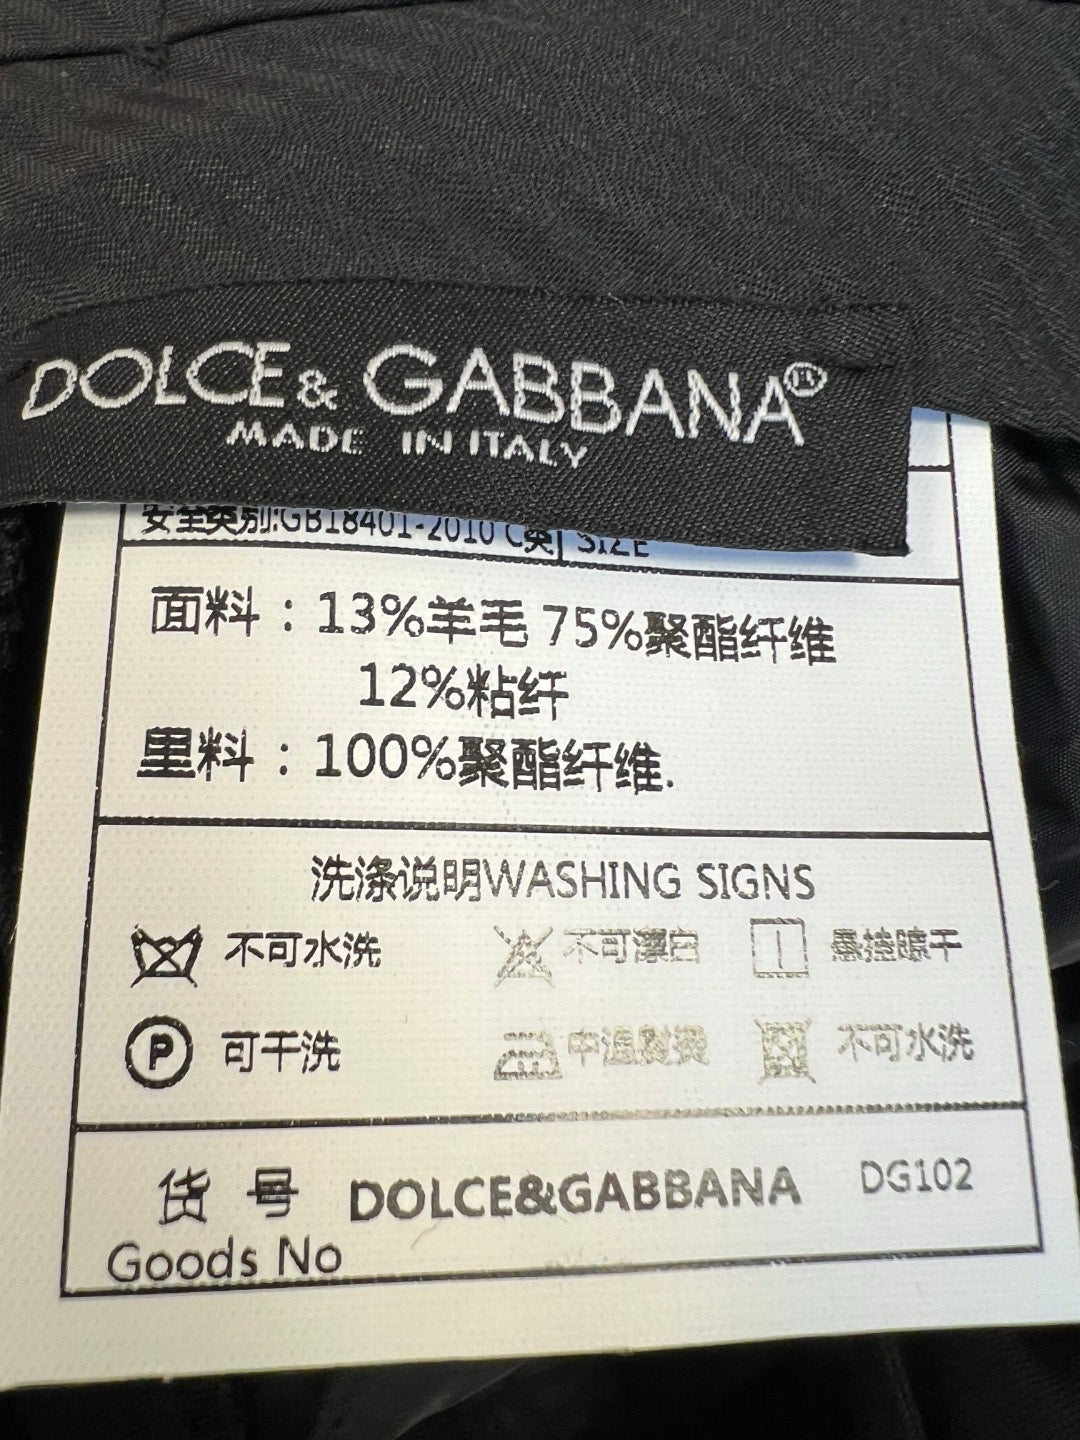 DOLCE & GABBANA®
MADE IN ITALY
安全类别:GB18401-2010 C类 SIZE
面料：13%羊毛 75%聚酯纤维
12%粘纤
里料：100%聚酯纤维.
洗涤说明WASHING SIGNS
不可水洗 不可漂白 悬挂晾干
P 可干洗 中温熨烫 不可水洗
货号 DOLCE&GABBANA DG102
Goods No